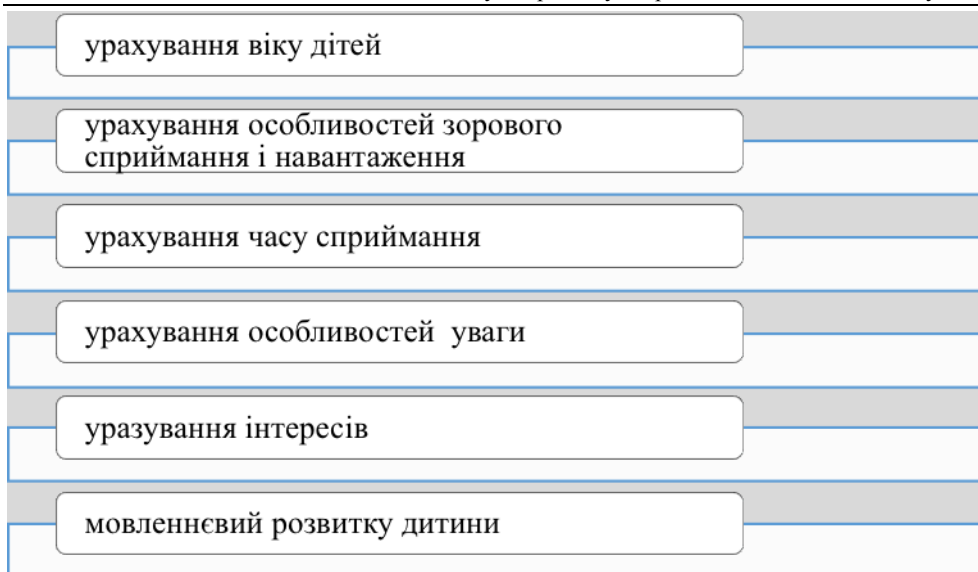 урахування віку дітей
урахування особливостей зорового
сприймання і навантаження
урахування часу сприймання
урахування особливостей уваги
уразування інтересів
мовленнєвий розвитку дитини